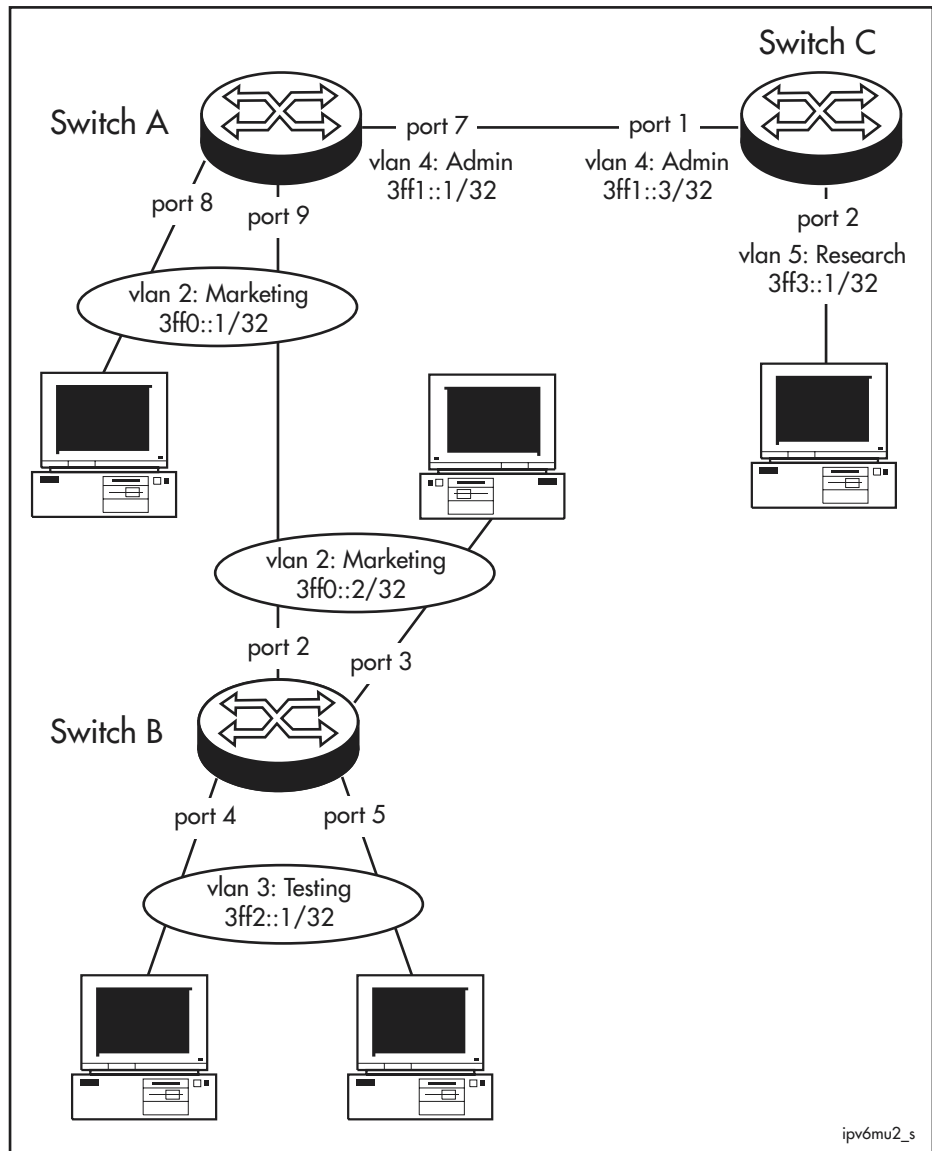 Switch C
Switch A
port 7
port 1
vlan 4: Admin
3ff1::1/32
vlan 4: Admin
3ff1::3/32
port 8
port 9
port 2
vlan 5: Research
3ff3::1/32
vlan 2: Marketing
3ff0::1/32
vlan 2: Marketing
3ff0::2/32
port 2
port 3
Switch B
port 4
port 5
vlan 3: Testing
3ff2::1/32
ipv6mu2_s